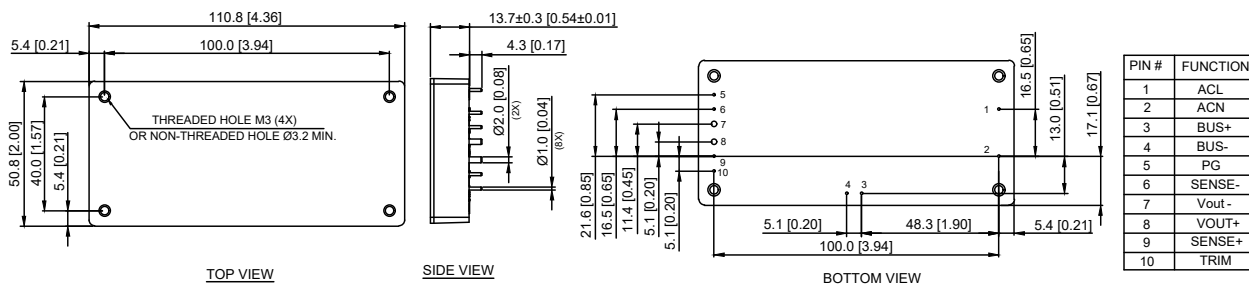 110.8 [4.36]
5.4 [0.21]
100.0 [3.94]
50.8 [2.00]
40.0 [1.57]
5.4 [0.21]
THREADED HOLE M3 (4X)
OR NON-THREADED HOLE Ø3.2 MIN.
TOP VIEW
13.7±0.3 [0.54±0.01]
4.3 [0.17]
Ø2.0 [0.08]
(2X)
Ø1.0 [0.04]
(8X)
SIDE VIEW
21.6 [0.85]
16.5 [0.65]
11.4 [0.45]
5.1 [0.20]
5.1 [0.20]
5
6
7
8
9
10
4 3
1
2
16.5 [0.65]
13.0 [0.51]
17.1 [0.67]
5.1 [0.20]
48.3 [1.90]
5.4 [0.21]
100.0 [3.94]
BOTTOM VIEW
PIN # FUNCTION
1 ACL
2 ACN
3 BUS+
4 BUS-
5 PG
6 SENSE-
7 Vout -
8 VOUT+
9 SENSE+
10 TRIM